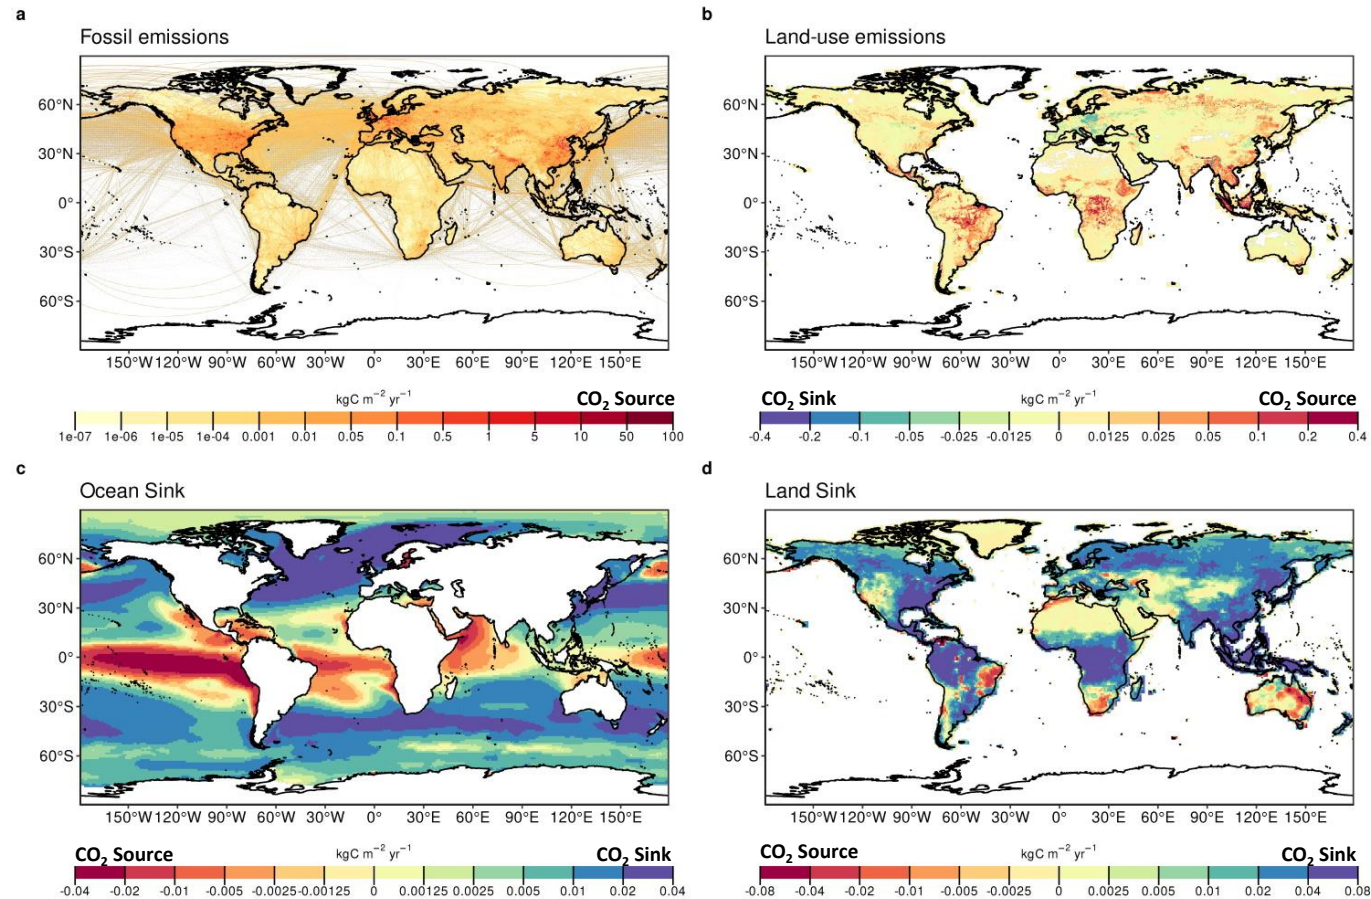 a
Fossil emissions
60°N
30°N
0°
30°S
60°S
150°W 120°W 90°W 60°W 30°W 0° 30°E 60°E 90°E 120°E 150°E
kgC m⁻² yr⁻¹
CO₂ Source
1e-07 1e-06 1e-05 1e-04 0.001 0.01 0.05 0.1 0.5 1 5 10 50 100
b
Land-use emissions
60°N
30°N
0°
30°S
60°S
150°W 120°W 90°W 60°W 30°W 0° 30°E 60°E 90°E 120°E 150°E
CO₂ Sink
kgC m⁻² yr⁻¹
CO₂ Source
-0.4 -0.2 -0.1 -0.05 -0.025 -0.0125 0 0.0125 0.025 0.05 0.1 0.2 0.4
c
Ocean Sink
60°N
30°N
0°
30°S
60°S
150°W 120°W 90°W 60°W 30°W 0° 30°E 60°E 90°E 120°E 150°E
CO₂ Source
kgC m⁻² yr⁻¹
CO₂ Sink
-0.04 -0.02 -0.01 -0.005 -0.0025 -0.00125 0 0.00125 0.0025 0.005 0.01 0.02 0.04
d
Land Sink
60°N
30°N
0°
30°S
60°S
150°W 120°W 90°W 60°W 30°W 0° 30°E 60°E 90°E 120°E 150°E
CO₂ Source
kgC m⁻² yr⁻¹
CO₂ Sink
-0.08 -0.04 -0.02 -0.01 -0.005 -0.0025 0 0.0025 0.005 0.01 0.02 0.04 0.08